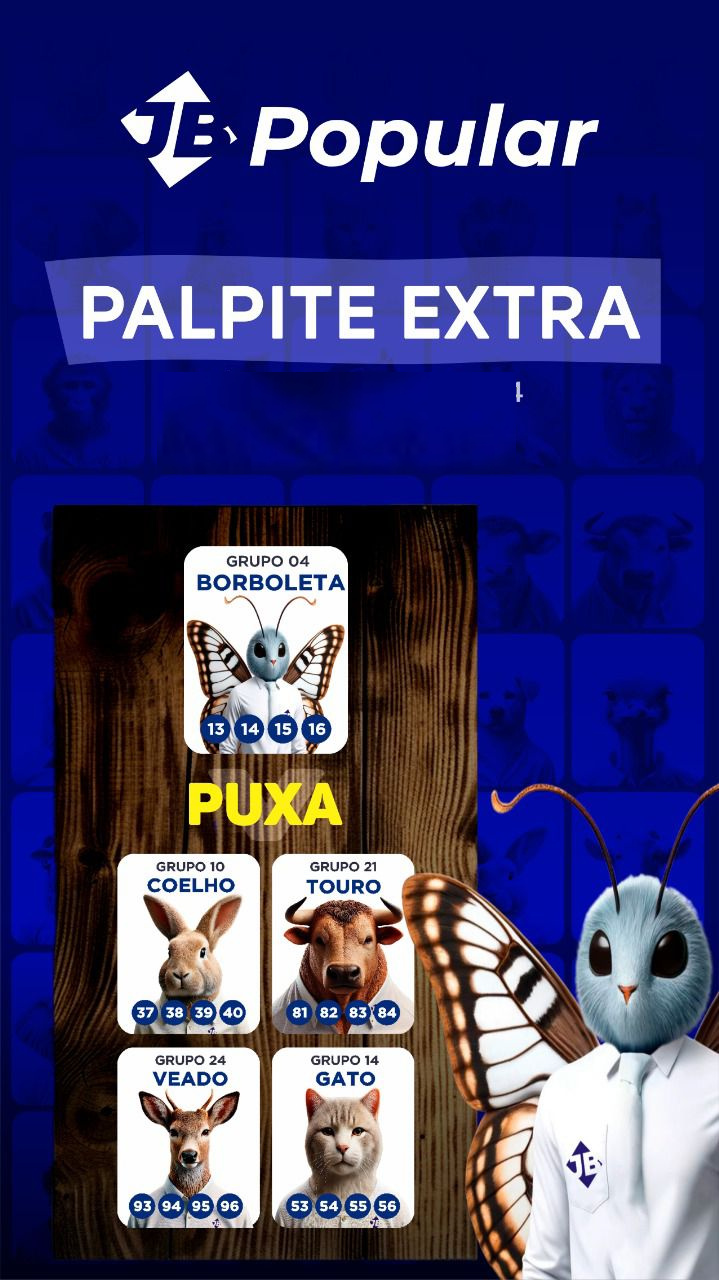 JB Popular
PALPITE EXTRA
GRUPO 04
BORBOLETA
13 14 15 16
PUXA
GRUPO 10
COELHO
37 38 39 40
GRUPO 21
TOURO
81 82 83 84
GRUPO 24
VEADO
93 94 95 96
GRUPO 14
GATO
53 54 55 56
JB